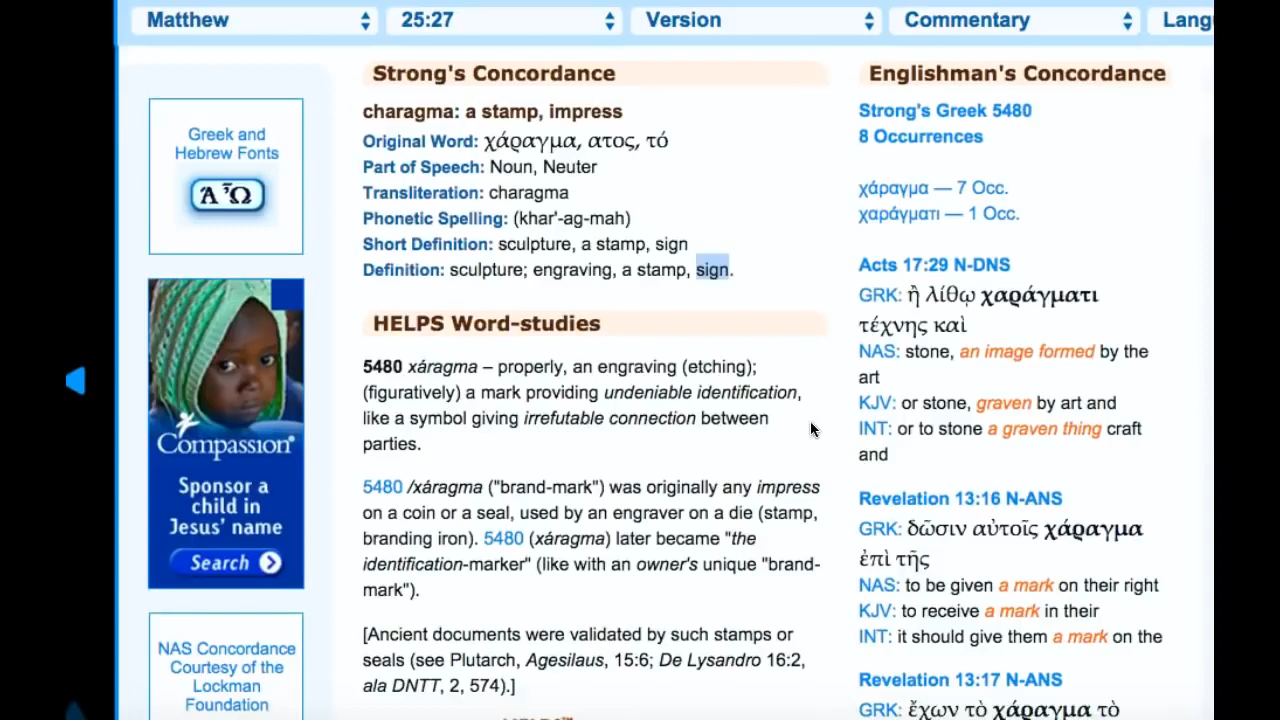 Matthew
25:27
Version
Commentary
Lang
Greek and
Hebrew Fonts
Compassion®
Sponsor a
child in
Jesus' name
Search
NAS Concordance
Courtesy of the
Lockman
Foundation
Strong's Concordance
charagma: a stamp, impress
Original Word: χάραγμα, ατος, τό
Part of Speech: Noun, Neuter
Transliteration: charagma
Phonetic Spelling: (khar'-ag-mah)
Short Definition: sculpture, a stamp, sign
Definition: sculpture; engraving, a stamp, sign.
HELPS Word-studies
5480 xáragma – properly, an engraving (etching);
(figuratively) a mark providing undeniable identification,
like a symbol giving irrefutable connection between
parties.
5480 /xáragma ("brand-mark") was originally any impress
on a coin or a seal, used by an engraver on a die (stamp,
branding iron). 5480 (xáragma) later became "the
identification-marker" (like with an owner's unique "brand-
mark").
[Ancient documents were validated by such stamps or
seals (see Plutarch, Agesilaus, 15:6; De Lysandro 16:2,
ala DNTT, 2, 574).]
Englishman's Concordance
Strong's Greek 5480
8 Occurrences
χάραγμα — 7 Occ.
χαράγματι — 1 Occ.
Acts 17:29 N-DNS
GRK: ἢ λίθῳ χαράγματι
τέχνης καὶ
NAS: stone, an image formed by the
art
KJV: or stone, graven by art and
INT: or to stone a graven thing craft
and
Revelation 13:16 N-ANS
GRK: δῶσιν αὐτοῖς χάραγμα
ἐπὶ τῆς
NAS: to be given a mark on their right
KJV: to receive a mark in their
INT: it should give them a mark on the
Revelation 13:17 N-ANS
GRK: ἔχων τὸ χάραγμα τὸ